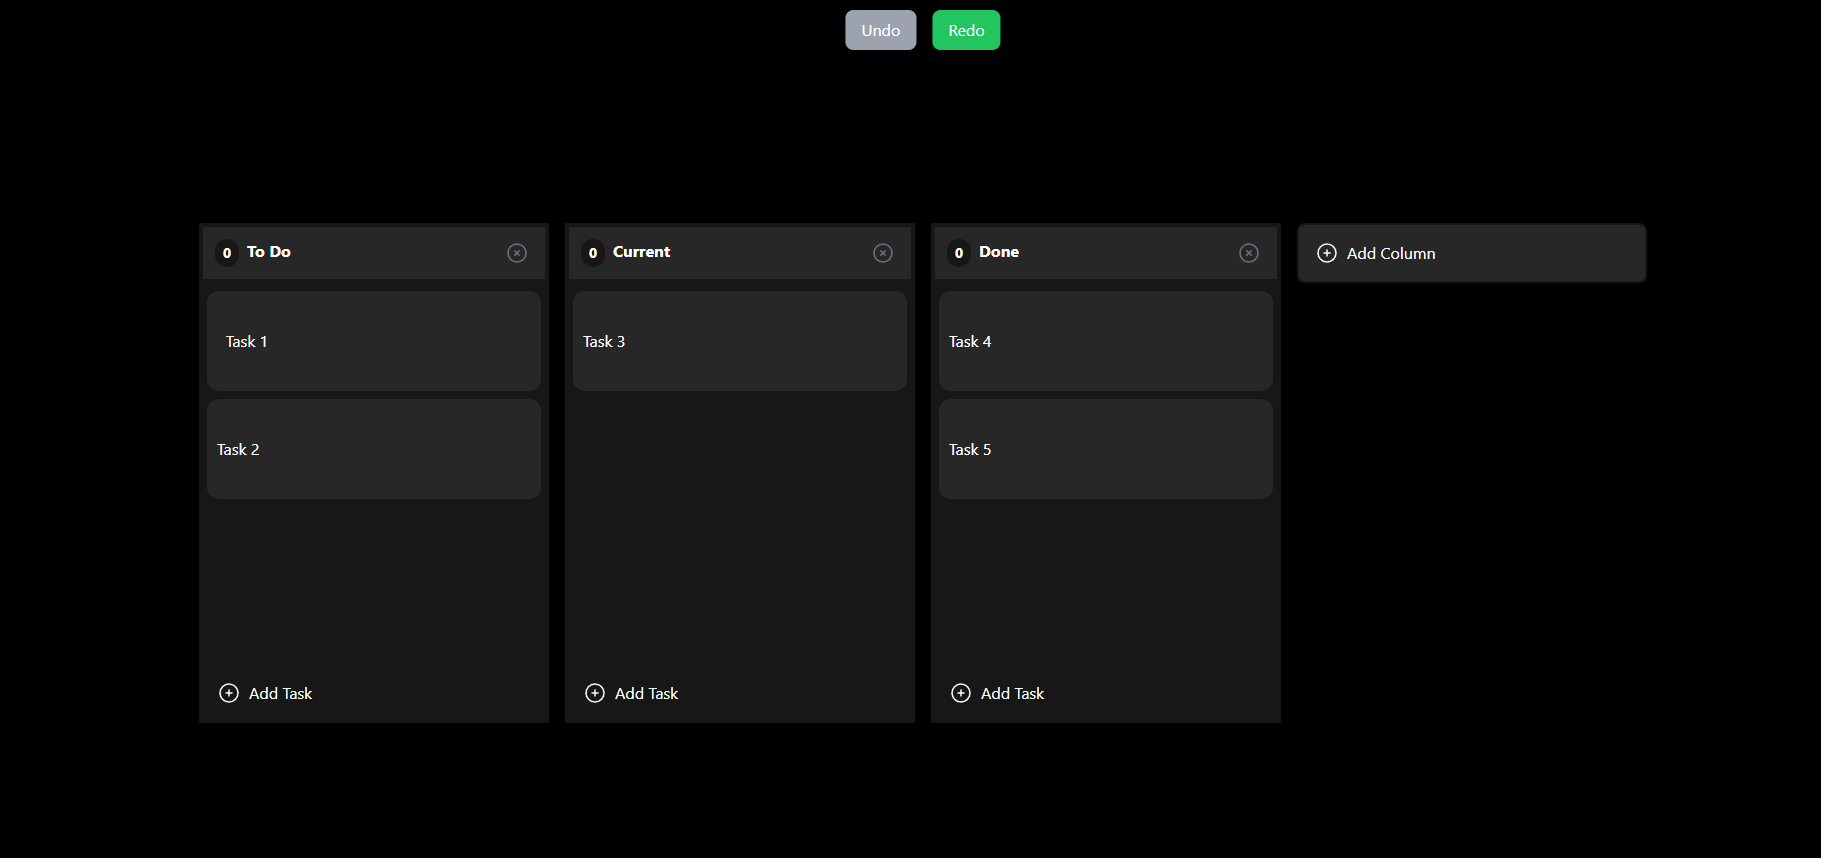 Undo Redo
0 To Do
Task 1
Task 2
Add Task
0 Current
Task 3
Add Task
0 Done
Task 4
Task 5
Add Task
Add Column